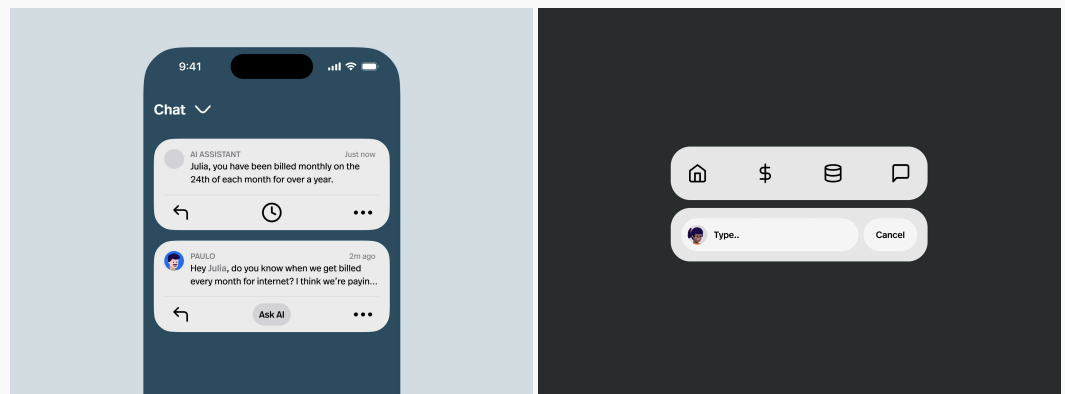 9:41
Chat
AI ASSISTANT
Just now
Julia, you have been billed monthly on the
24th of each month for over a year.
PAULO
2m ago
Hey Julia, do you know when we get billed
every month for internet? I think we're payin...
Ask AI
Type..
Cancel